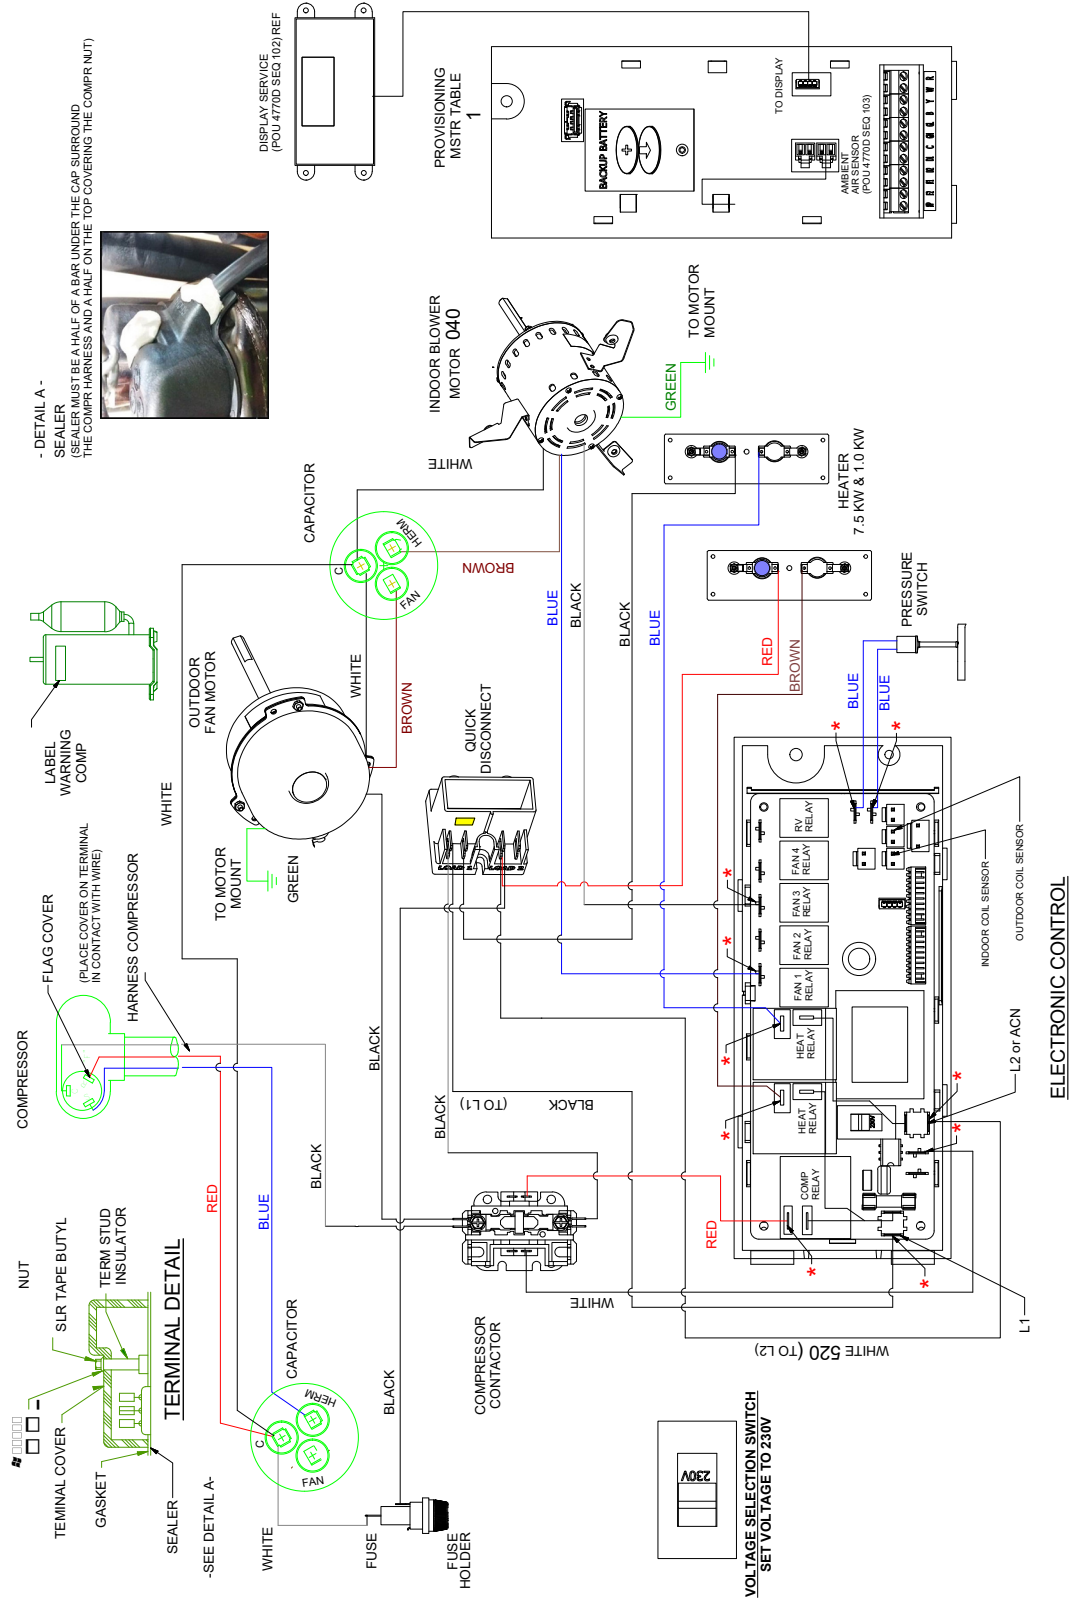 - DETAIL A -
SEALER
(SEALER MUST BE A HALF OF A BAR UNDER THE CAP SURROUND
THE COMPR HARNESS AND A HALF ON THE TOP COVERING THE COMPR NUT)
DISPLAY SERVICE
(POU 4770D SEQ 102) REF
PROVISIONING
MSTR TABLE
1
BACKUP BATTERY
+
TO DISPLAY
AMBIENT
AIR SENSOR
(POU 4770D SEQ 103)
C
G
B
Y
W
R
LABEL
WARNING
COMP
OUTDOOR
FAN MOTOR
TO MOTOR
MOUNT
GREEN
WHITE
WHITE
BROWN
CAPACITOR
C
HERM
FAN
BROWN
WHITE
INDOOR BLOWER
MOTOR 040
GREEN
TO MOTOR
MOUNT
BLUE
BLACK
BLACK
BLUE
RED
BROWN
HEATER
7.5 KW & 1.0 KW
PRESSURE
SWITCH
BLUE
BLUE
QUICK
DISCONNECT
LOAD 1
LOAD 2
COMPRESSOR
FLAG COVER
(PLACE COVER ON TERMINAL
IN CONTACT WITH WIRE)
HARNESS COMPRESSOR
RED
BLUE
BLACK
BLACK
BLACK
(TO L1)
BLACK
NUT
SLR TAPE BUTYL
TERM STUD
INSULATOR
TEMINAL COVER
GASKET
SEALER
TERMINAL DETAIL
-SEE DETAIL A-
CAPACITOR
C
HERM
FAN
WHITE
FUSE
FUSE
HOLDER
BLACK
COMPRESSOR
CONTACTOR
WHITE
RED
WHITE 520 (TO L2)
COMP
RELAY
HEAT
RELAY
HEAT
RELAY
FAN 1
RELAY
FAN 2
RELAY
FAN 3
RELAY
FAN 4
RELAY
RV
RELAY
230V
*
*
*
*
*
*
*
*
*
*
INDOOR COIL SENSOR
OUTDOOR COIL SENSOR
L2 or ACN
L1
ELECTRONIC CONTROL
230V
VOLTAGE SELECTION SWITCH
SET VOLTAGE TO 230V